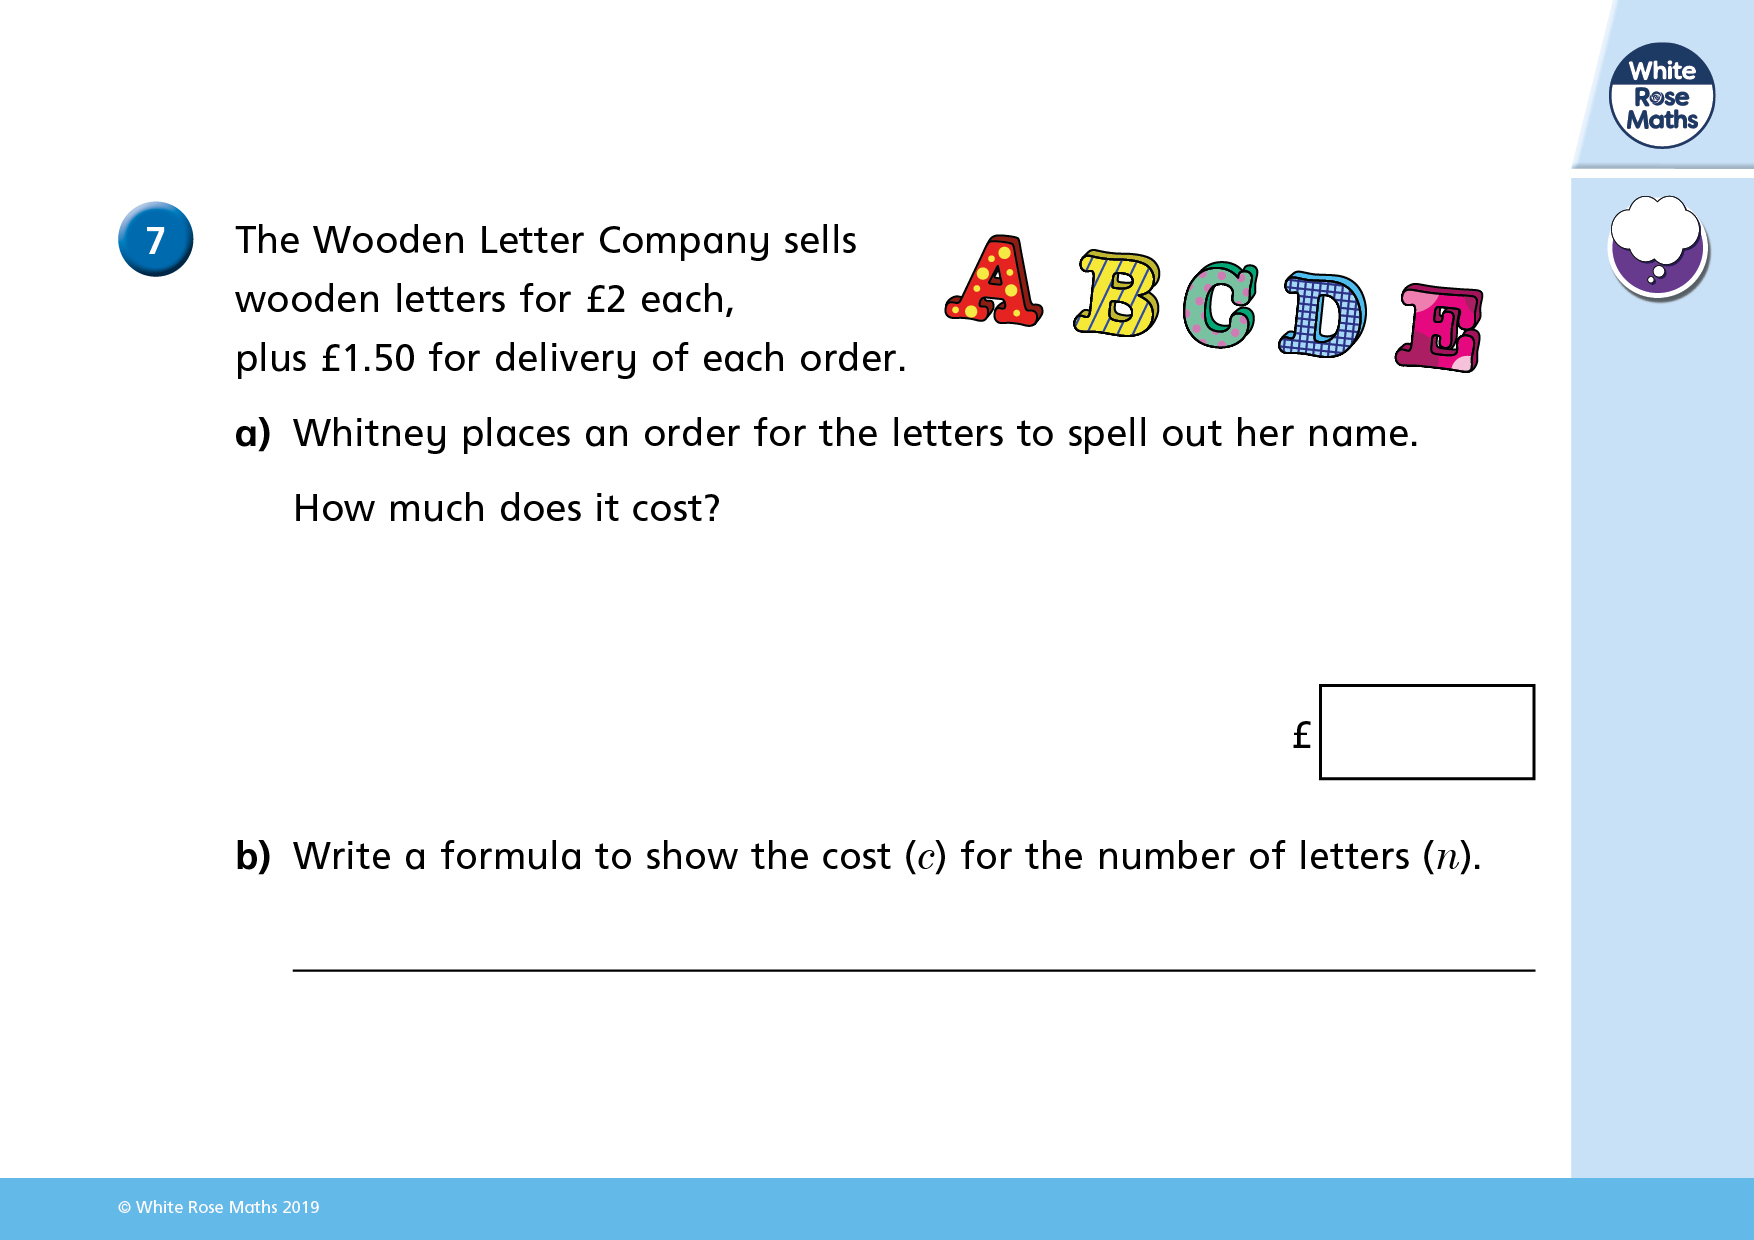 White
Rose
Maths
7
The Wooden Letter Company sells
wooden letters for £2 each,
plus £1.50 for delivery of each order.
A B C D E
a) Whitney places an order for the letters to spell out her name.
How much does it cost?
£
b) Write a formula to show the cost (c) for the number of letters (n).
© White Rose Maths 2019